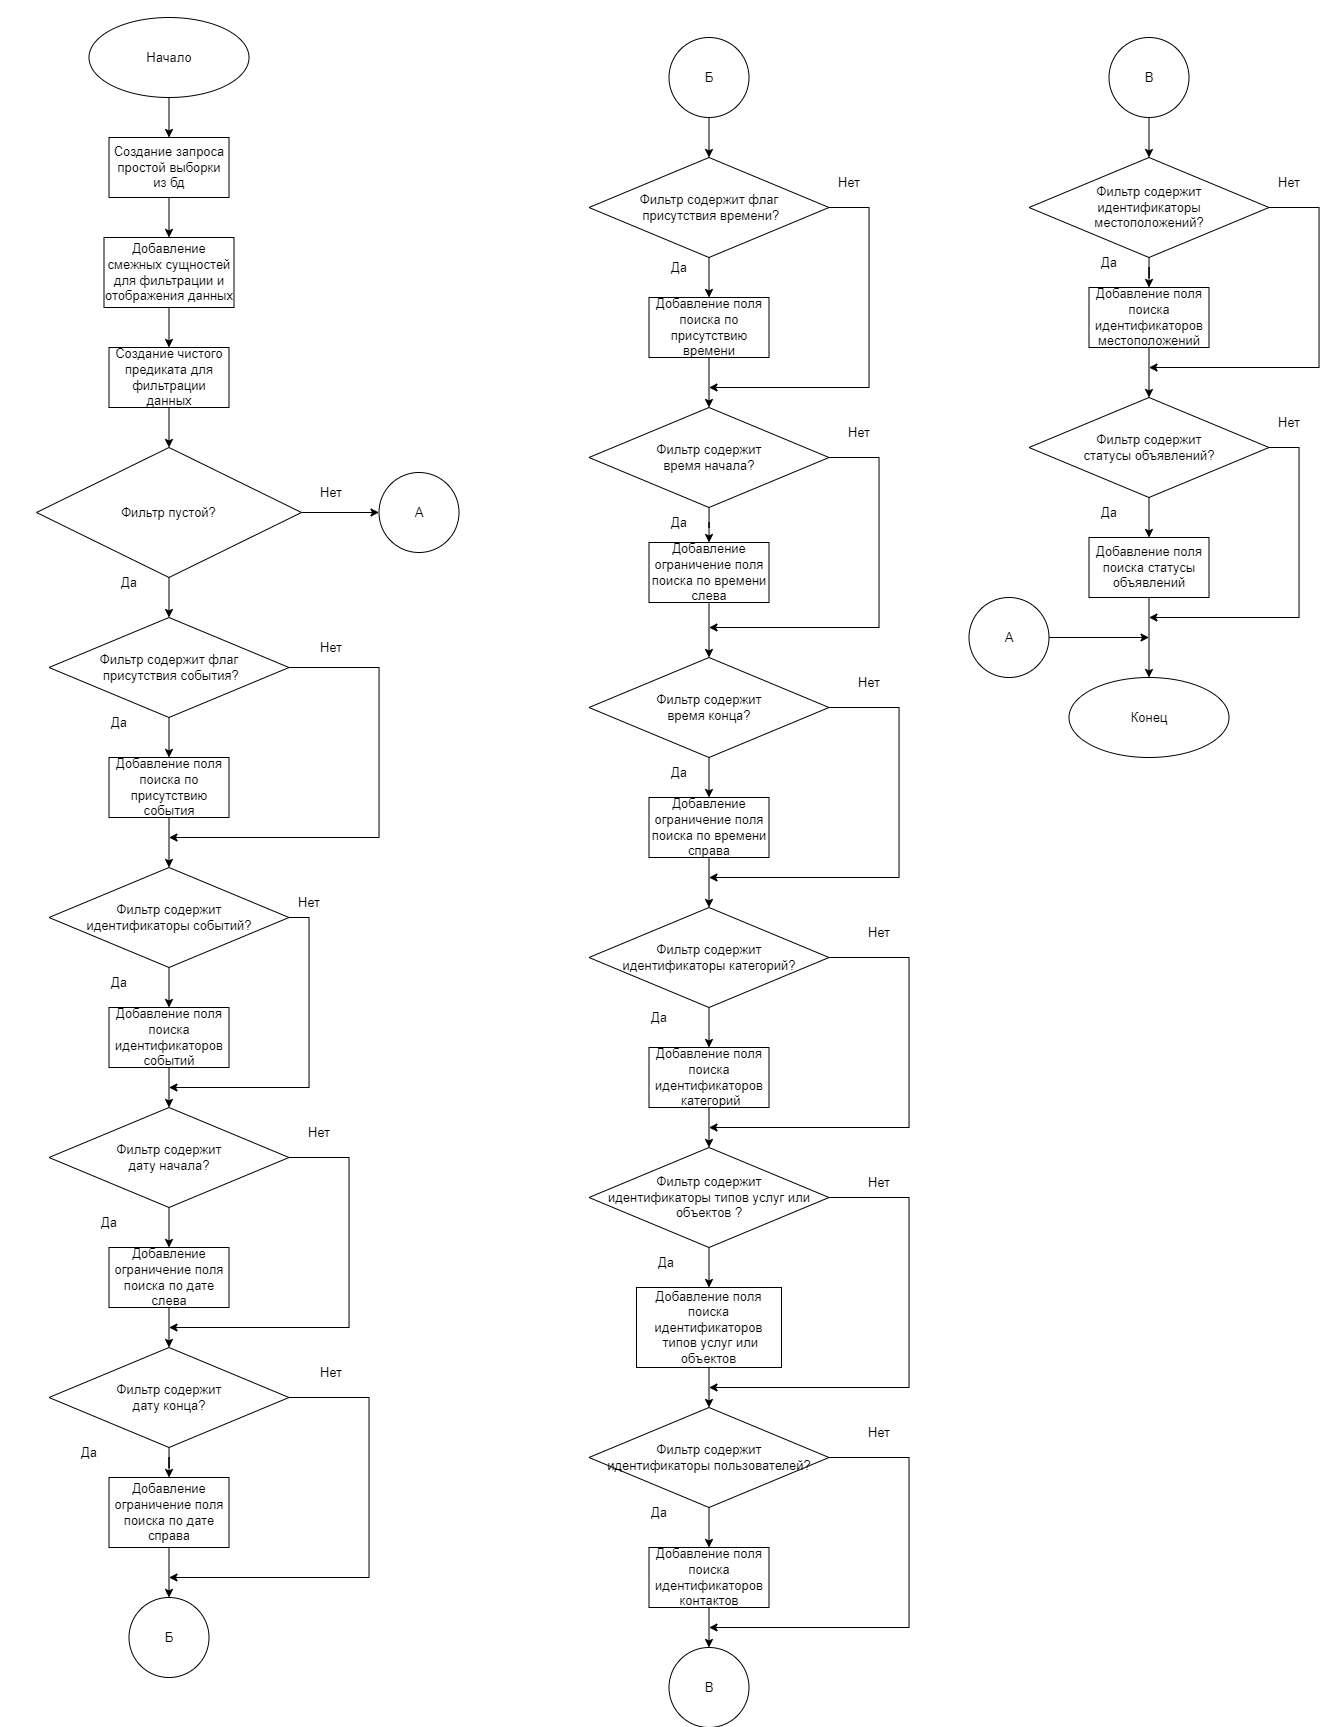 Начало
Создание запроса
простой выборки
из бд
Добавление
смежных сущностей
для фильтрации и
отображения данных
Создание чистого
предиката для
фильтрации
данных
Фильтр пустой?
Нет
А
Да
Фильтр содержит флаг
присутствия события?
Нет
Да
Добавление поля
поиска по
присутствию
события
Фильтр содержит
идентификаторы событий?
Нет
Да
Добавление поля
поиска
идентификаторов
событий
Фильтр содержит
дату начала?
Нет
Да
Добавление
ограничение поля
поиска по дате
слева
Фильтр содержит
дату конца?
Нет
Да
Добавление
ограничение поля
поиска по дате
справа
Б
Б
Фильтр содержит флаг
присутствия времени?
Нет
Да
Добавление поля
поиска по
присутствию
времени
Фильтр содержит
время начала?
Нет
Да
Добавление
ограничение поля
поиска по времени
слева
Фильтр содержит
время конца?
Нет
Да
Добавление
ограничение поля
поиска по времени
справа
Фильтр содержит
идентификаторы категорий?
Нет
Да
Добавление поля
поиска
идентификаторов
категорий
Фильтр содержит
идентификаторы типов услуг или
объектов ?
Нет
Да
Добавление поля
поиска
идентификаторов
типов услуг или
объектов
Фильтр содержит
идентификаторы пользователей?
Нет
Да
Добавление поля
поиска
идентификаторов
контактов
В
В
Фильтр содержит
идентификаторы
местоположений?
Нет
Да
Добавление поля
поиска
идентификаторов
местоположений
Фильтр содержит
статусы объявлений?
Нет
Да
Добавление поля
поиска статусы
объявлений
А
Конец